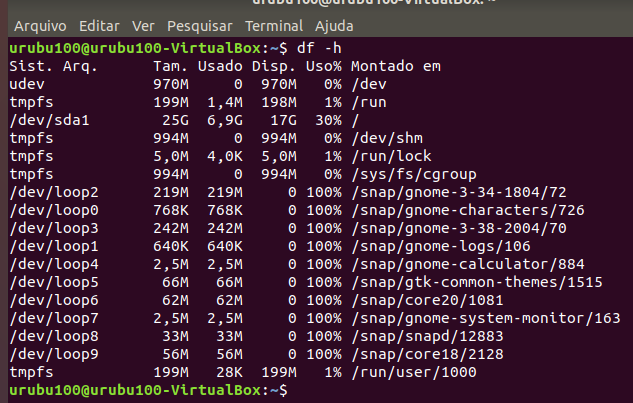 urubu100@urubu100-VirtualBox: ~
Arquivo Editar Ver Pesquisar Terminal Ajuda
urubu100@urubu100-VirtualBox:~$ df -h
Sist. Arq. Tam. Usado Disp. Uso% Montado em
udev 970M 0 970M 0% /dev
tmpfs 199M 1,4M 198M 1% /run
/dev/sda1 25G 6,9G 17G 30% /
tmpfs 994M 0 994M 0% /dev/shm
tmpfs 5,0M 4,0K 5,0M 1% /run/lock
tmpfs 994M 0 994M 0% /sys/fs/cgroup
/dev/loop2 219M 219M 0 100% /snap/gnome-3-34-1804/72
/dev/loop0 768K 768K 0 100% /snap/gnome-characters/726
/dev/loop3 242M 242M 0 100% /snap/gnome-3-38-2004/70
/dev/loop1 640K 640K 0 100% /snap/gnome-logs/106
/dev/loop4 2,5M 2,5M 0 100% /snap/gnome-calculator/884
/dev/loop5 66M 66M 0 100% /snap/gtk-common-themes/1515
/dev/loop6 62M 62M 0 100% /snap/core20/1081
/dev/loop7 2,5M 2,5M 0 100% /snap/gnome-system-monitor/163
/dev/loop8 33M 33M 0 100% /snap/snapd/12883
/dev/loop9 56M 56M 0 100% /snap/core18/2128
tmpfs 199M 28K 199M 1% /run/user/1000
urubu100@urubu100-VirtualBox:~$